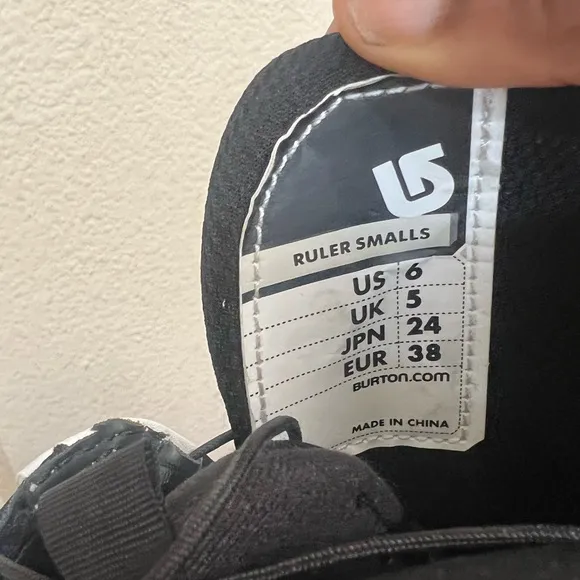 RULER SMALLS
US 6
UK 5
JPN 24
EUR 38
BURTON.COM
MADE IN CHINA